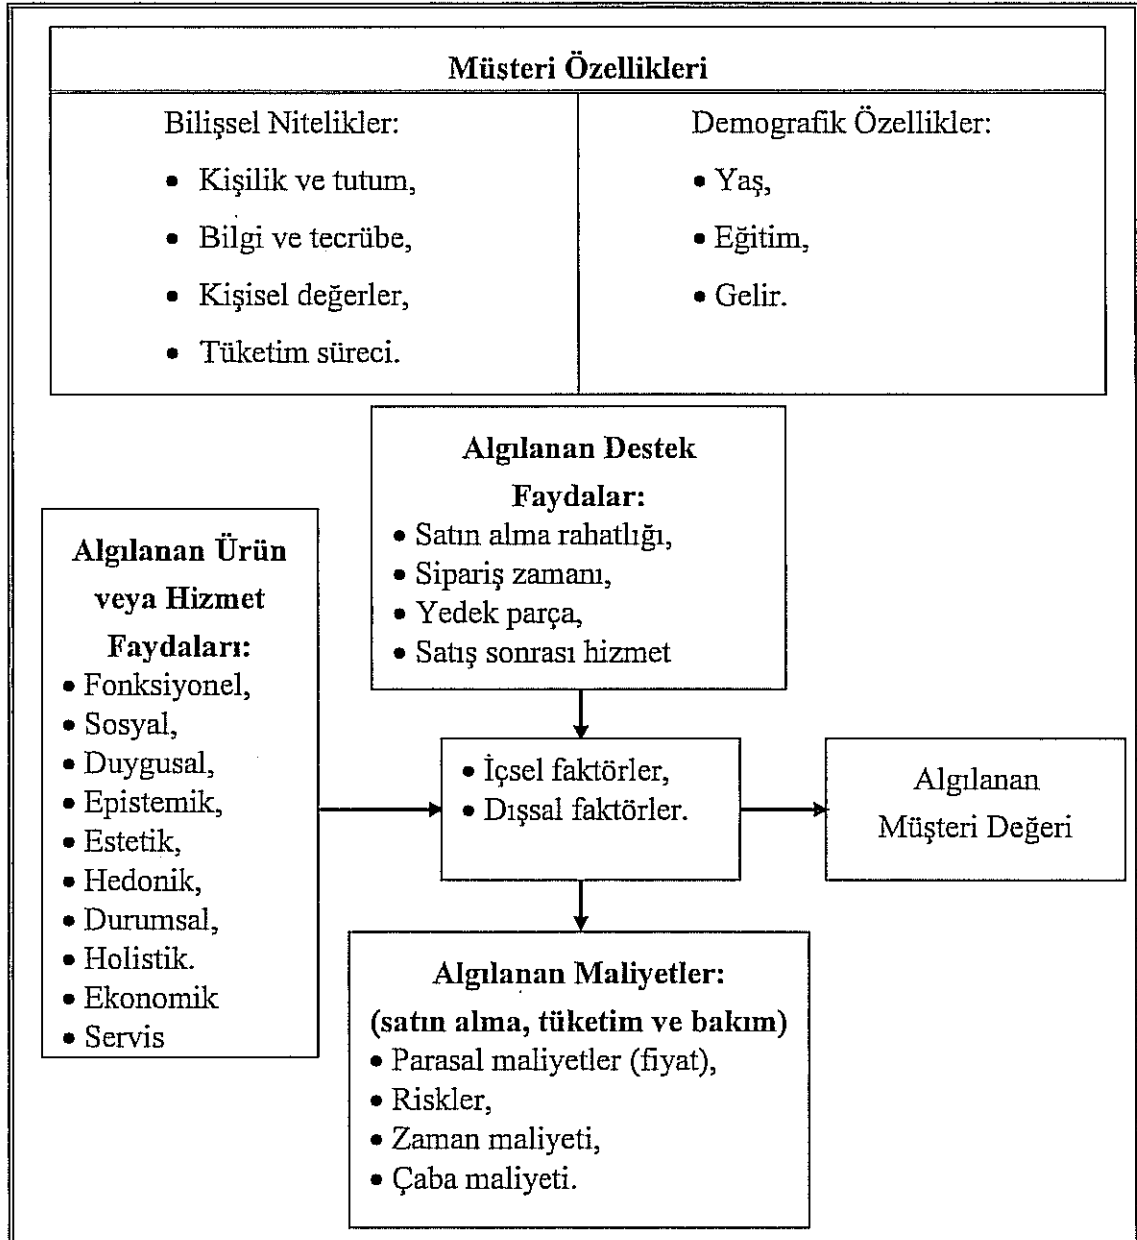 Müşteri Özellikleri
Bilişsel Nitelikler:
• Kişilik ve tutum,
• Bilgi ve tecrübe,
• Kişisel değerler,
• Tüketim süreci.
Demografik Özellikler:
• Yaş,
• Eğitim,
• Gelir.
Algılanan Destek
Faydalar:
• Satın alma rahatlığı,
• Sipariş zamanı,
• Yedek parça,
• Satış sonrası hizmet
Algılanan Ürün
veya Hizmet
Faydaları:
• Fonksiyonel,
• Sosyal,
• Duygusal,
• Epistemik,
• Estetik,
• Hedonik,
• Durumsal,
• Holistik.
• Ekonomik
• Servis
• İçsel faktörler,
• Dışsal faktörler.
Algılanan
Müşteri Değeri
Algılanan Maliyetler:
(satın alma, tüketim ve bakım)
• Parasal maliyetler (fiyat),
• Riskler,
• Zaman maliyeti,
• Çaba maliyeti.